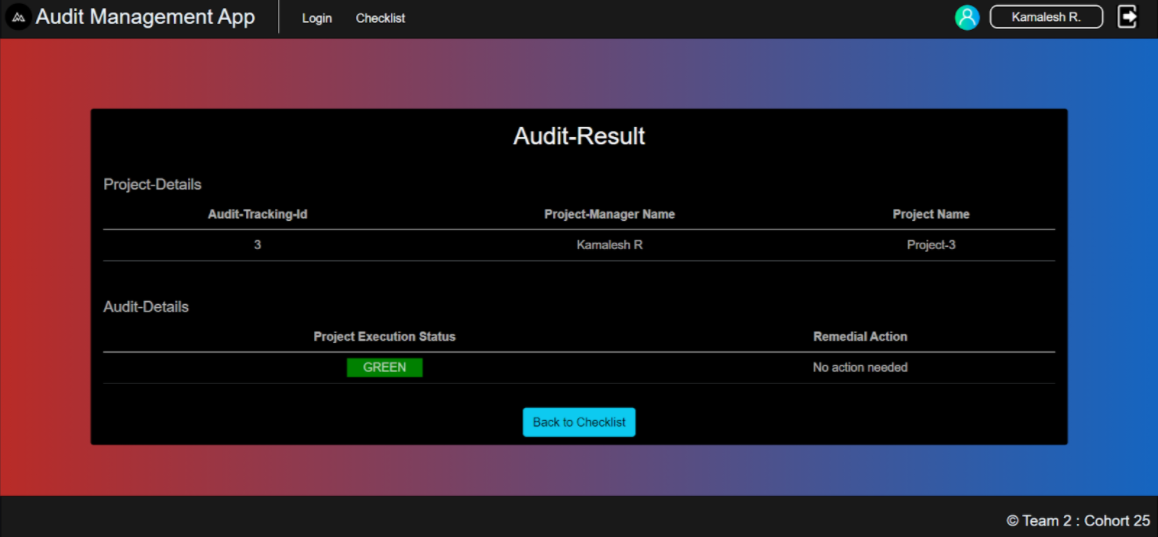 Audit Management App Login Checklist Kamalesh R.
Audit-Result
Project-Details
Audit-Tracking-Id Project-Manager Name Project Name
3 Kamalesh R Project-3
Audit-Details
Project Execution Status Remedial Action
GREEN No action needed
Back to Checklist
© Team 2 : Cohort 25